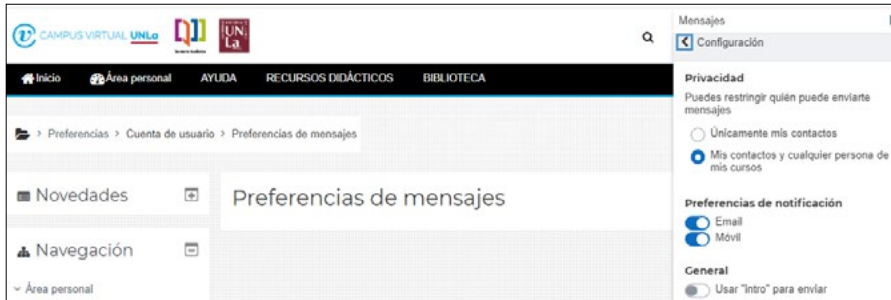 CAMPUS VIRTUAL UNLa
UN
La
Inicio
Área personal
AYUDA
RECURSOS DIDÁCTICOS
BIBLIOTECA
> Preferencias > Cuenta de usuario > Preferencias de mensajes
Novedades
Preferencias de mensajes
Navegación
Área personal
Mensajes
Configuración
Privacidad
Puedes restringir quién puede enviarte
mensajes
Únicamente mis contactos
Mis contactos y cualquier persona de
mis cursos
Preferencias de notificación
Email
Móvil
General
Usar "Intro" para enviar